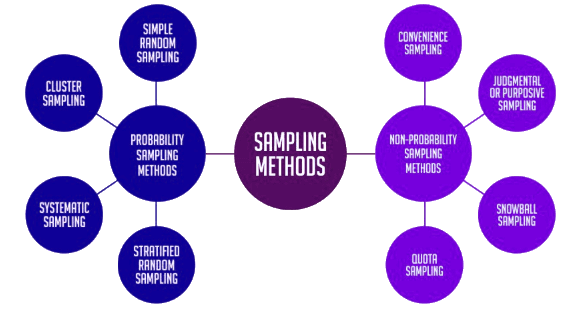 SIMPLE
RANDOM
SAMPLING
CLUSTER
SAMPLING
PROBABILITY
SAMPLING
METHODS
SYSTEMATIC
SAMPLING
STRATIFIED
RANDOM
SAMPLING
SAMPLING
METHODS
CONVENIENCE
SAMPLING
JUDGMENTAL
OR PURPOSIVE
SAMPLING
NON-PROBABILITY
SAMPLING
METHODS
SNOWBALL
SAMPLING
QUOTA
SAMPLING